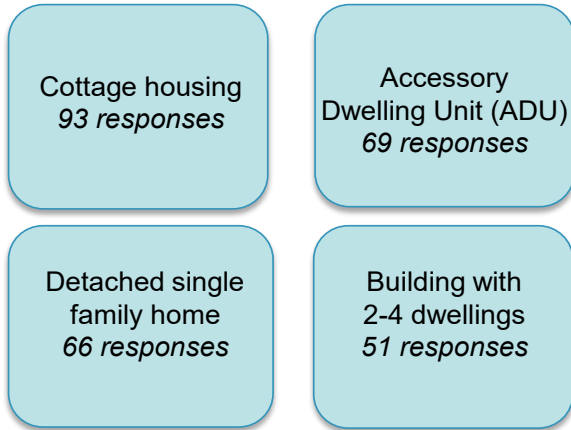 Cottage housing
93 responses
Accessory
Dwelling Unit (ADU)
69 responses
Detached single
family home
66 responses
Building with
2-4 dwellings
51 responses